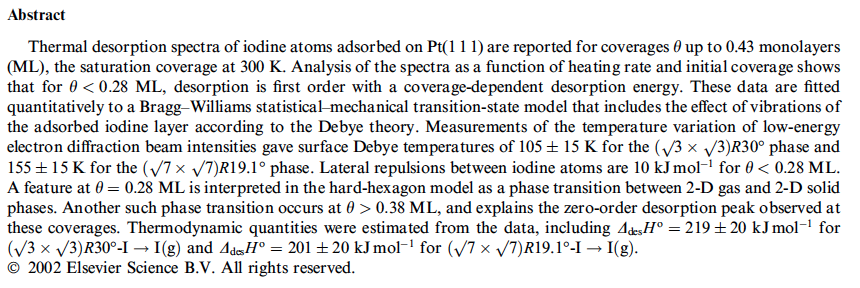 Abstract
Thermal desorption spectra of iodine atoms adsorbed on Pt(1 1 1) are reported for coverages θ up to 0.43 monolayers
(ML), the saturation coverage at 300 K. Analysis of the spectra as a function of heating rate and initial coverage shows
that for θ < 0.28 ML, desorption is first order with a coverage-dependent desorption energy. These data are fitted
quantitatively to a Bragg–Williams statistical–mechanical transition-state model that includes the effect of vibrations of
the adsorbed iodine layer according to the Debye theory. Measurements of the temperature variation of low-energy
electron diffraction beam intensities gave surface Debye temperatures of 105 ± 15 K for the (√3 × √3)R30° phase and
155 ± 15 K for the (√7 × √7)R19.1° phase. Lateral repulsions between iodine atoms are 10 kJ mol⁻¹ for θ < 0.28 ML.
A feature at θ = 0.28 ML is interpreted in the hard-hexagon model as a phase transition between 2-D gas and 2-D solid
phases. Another such phase transition occurs at θ > 0.38 ML, and explains the zero-order desorption peak observed at
these coverages. Thermodynamic quantities were estimated from the data, including ΔdesH° = 219 ± 20 kJ mol⁻¹ for
(√3 × √3)R30°-I → I(g) and ΔdesH° = 201 ± 20 kJ mol⁻¹ for (√7 × √7)R19.1°-I → I(g).
© 2002 Elsevier Science B.V. All rights reserved.